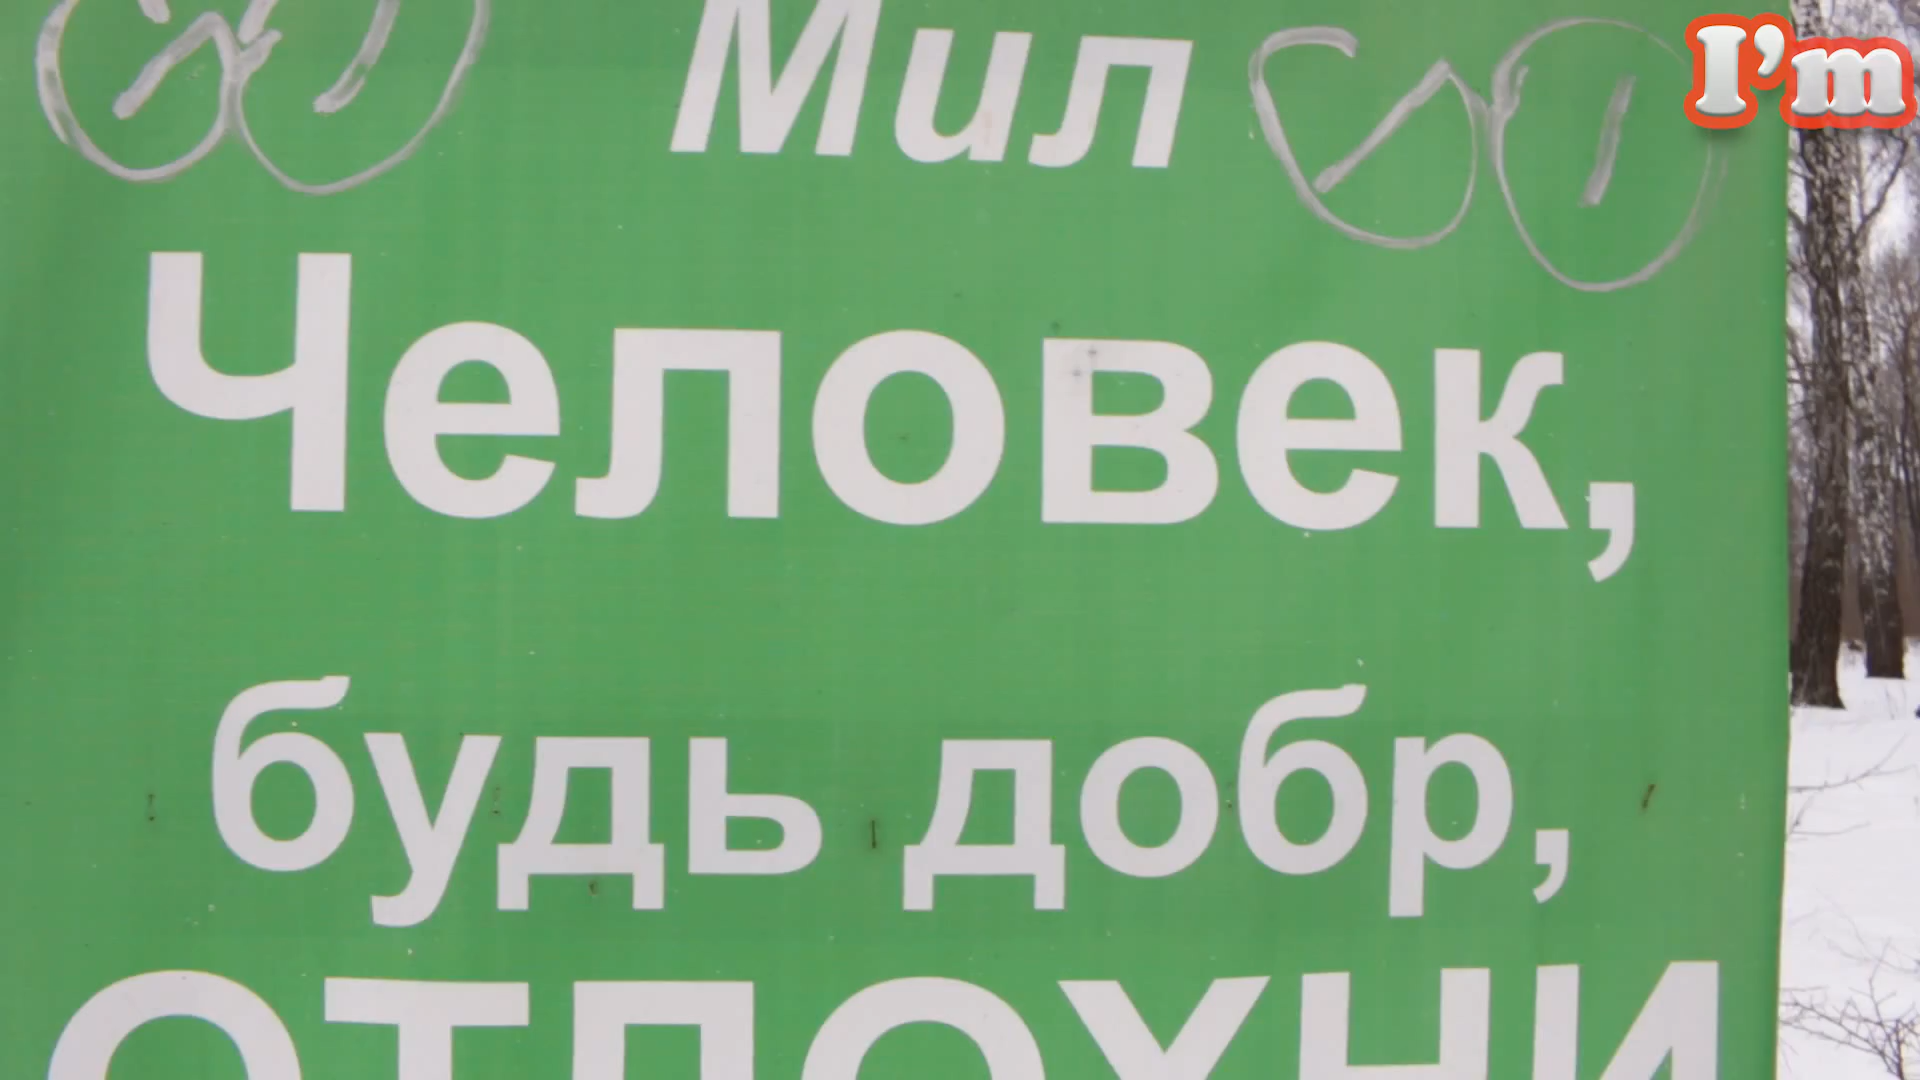 I'm
Мил
Человек,
будь добр,
отдохни